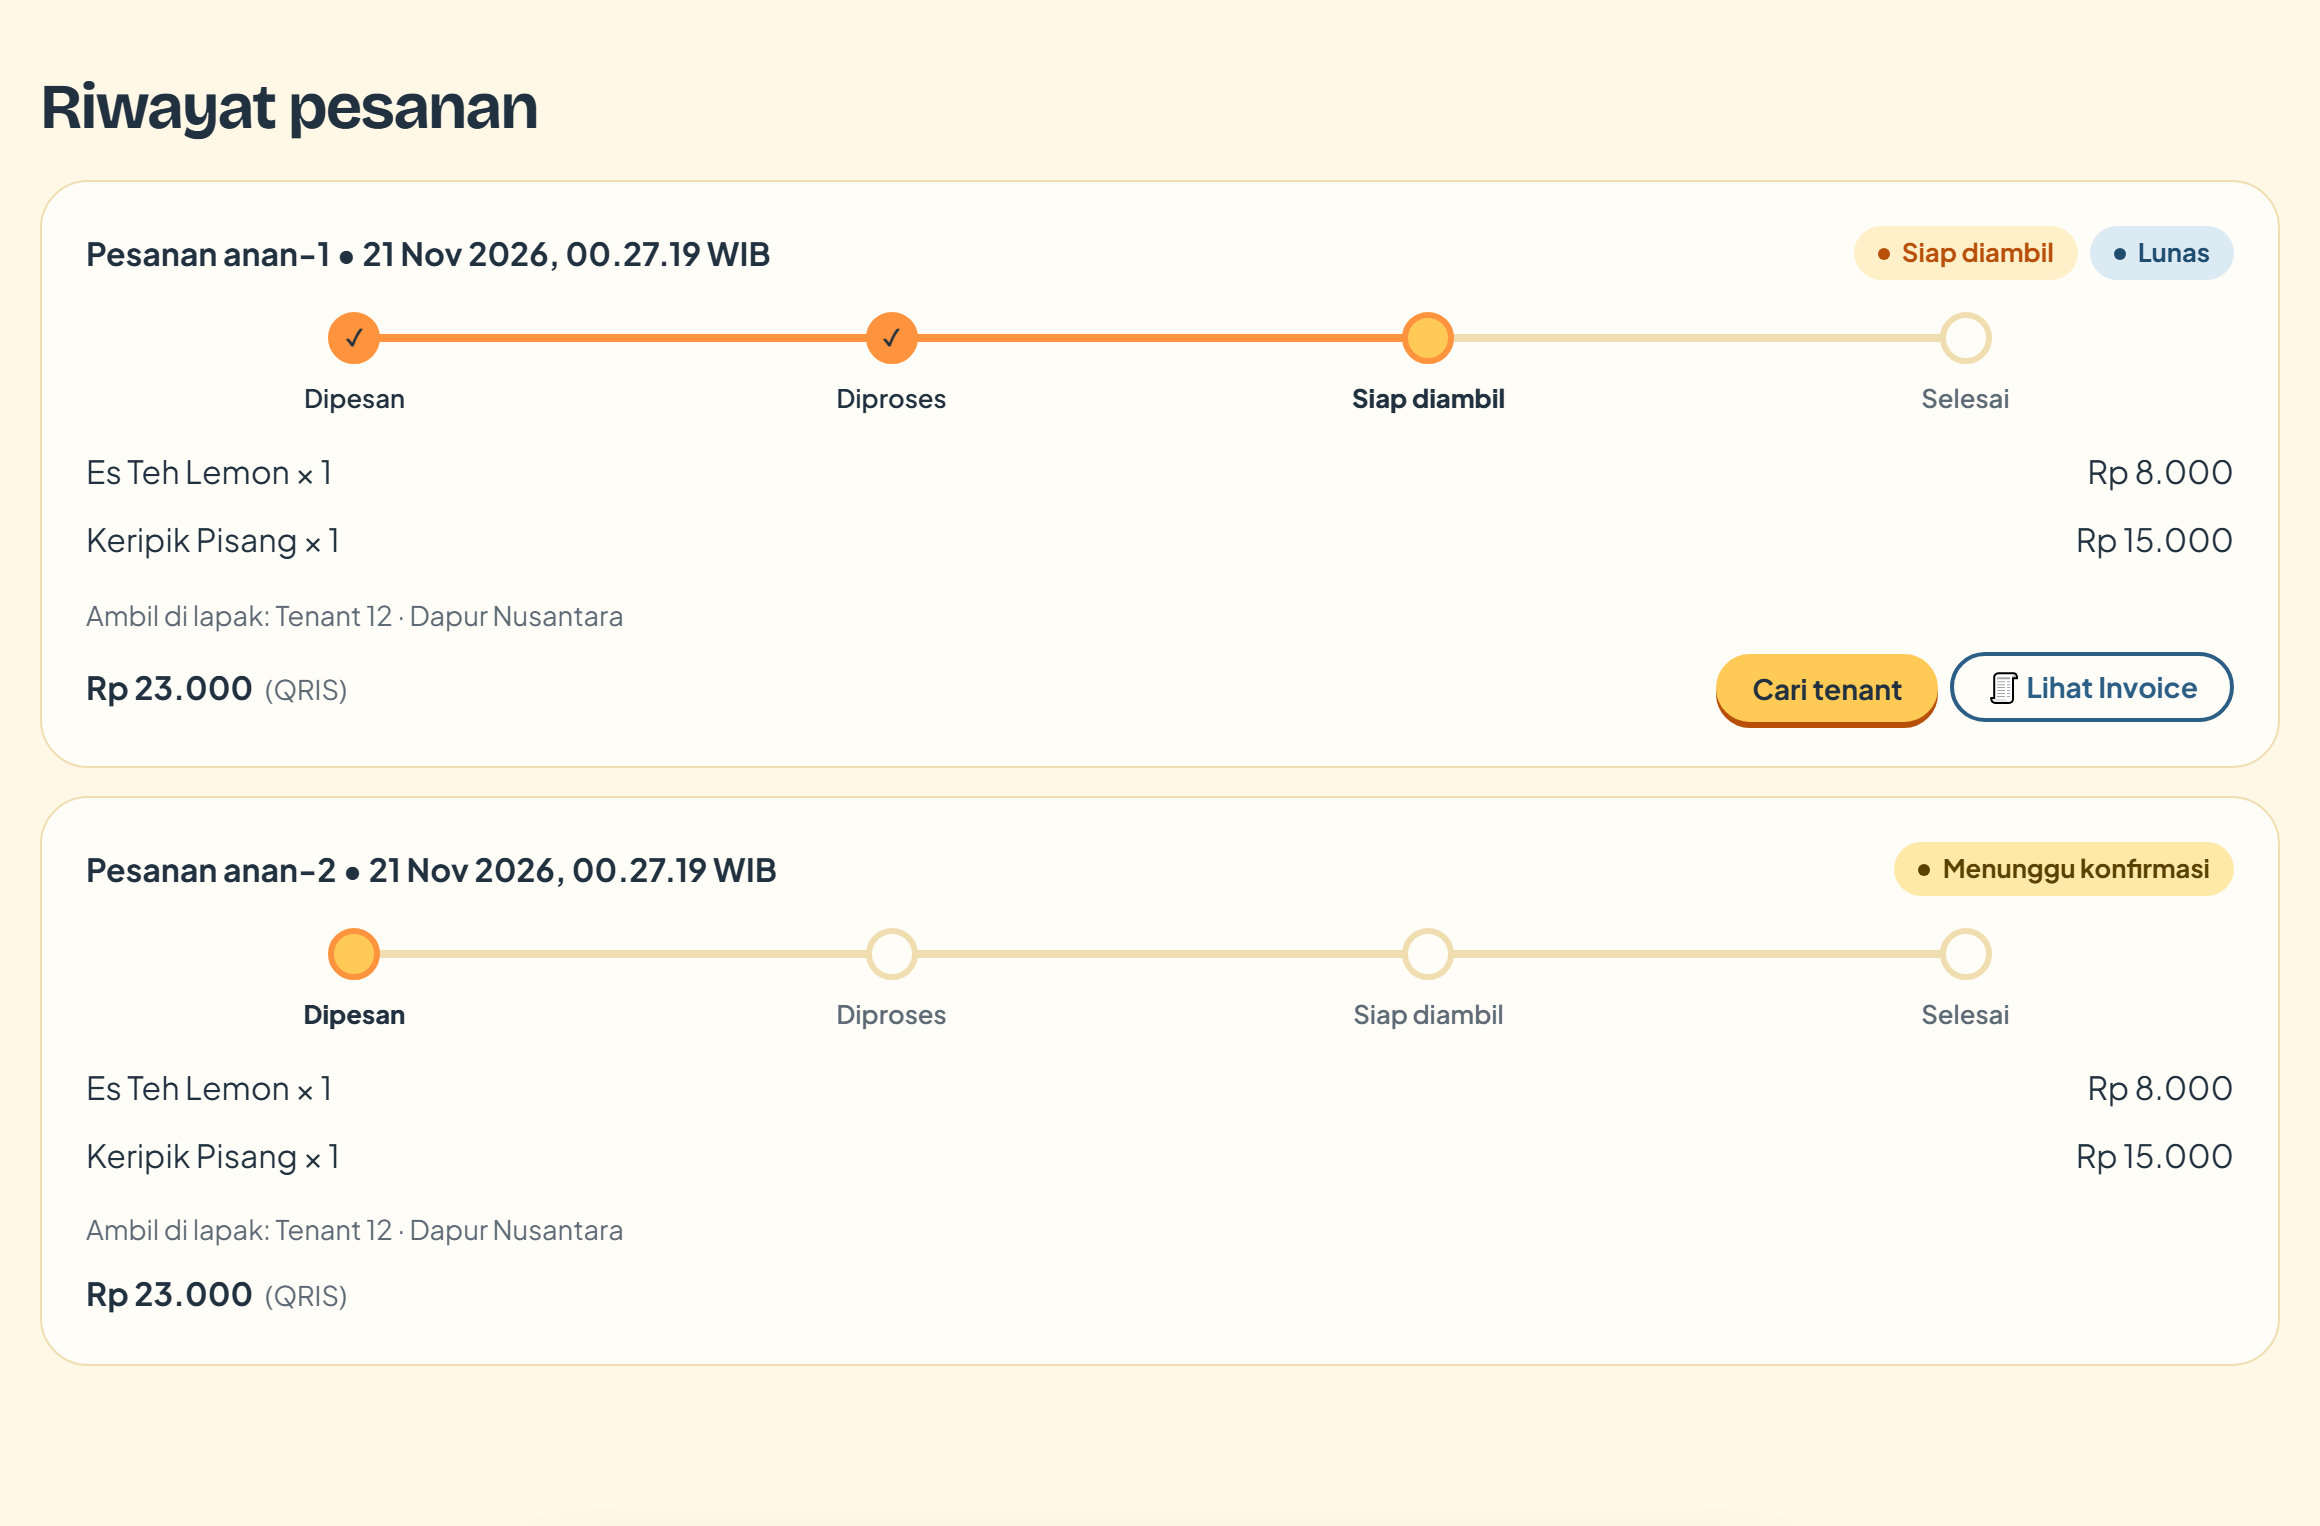 Riwayat pesanan
Pesanan anan-1 • 21 Nov 2026, 00.27.19 WIB
• Siap diambil
• Lunas
✓
✓
Dipesan
Diproses
Siap diambil
Selesai
Es Teh Lemon × 1
Rp 8.000
Keripik Pisang × 1
Rp 15.000
Ambil di lapak: Tenant 12 · Dapur Nusantara
Rp 23.000 (QRIS)
Cari tenant
Lihat Invoice
Pesanan anan-2 • 21 Nov 2026, 00.27.19 WIB
• Menunggu konfirmasi
Dipesan
Diproses
Siap diambil
Selesai
Es Teh Lemon × 1
Rp 8.000
Keripik Pisang × 1
Rp 15.000
Ambil di lapak: Tenant 12 · Dapur Nusantara
Rp 23.000 (QRIS)